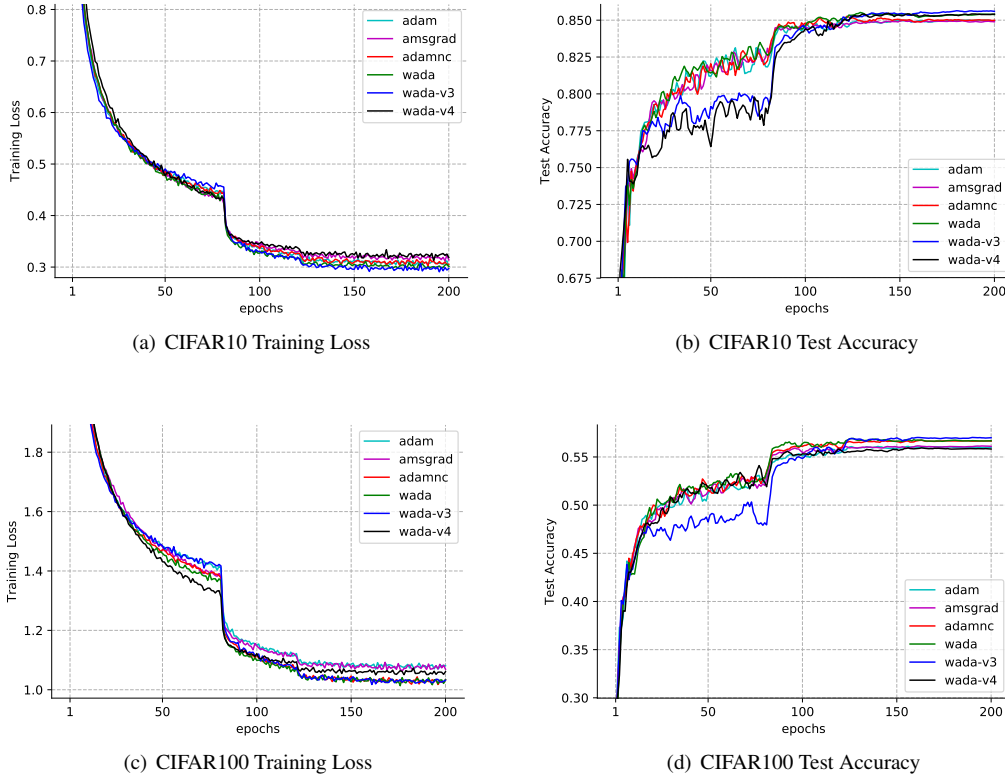 0.8
0.7
0.6
0.5
0.4
0.3
Training Loss
1
50
100
150
200
epochs
adam
amsgrad
adamnc
wada
wada-v3
wada-v4
(a) CIFAR10 Training Loss
0.850
0.825
0.800
0.775
0.750
0.725
0.700
0.675
Test Accuracy
1
50
100
150
200
epochs
adam
amsgrad
adamnc
wada
wada-v3
wada-v4
(b) CIFAR10 Test Accuracy
1.8
1.6
1.4
1.2
1.0
Training Loss
1
50
100
150
200
epochs
adam
amsgrad
adamnc
wada
wada-v3
wada-v4
(c) CIFAR100 Training Loss
0.55
0.50
0.45
0.40
0.35
0.30
Test Accuracy
1
50
100
150
200
epochs
adam
amsgrad
adamnc
wada
wada-v3
wada-v4
(d) CIFAR100 Test Accuracy